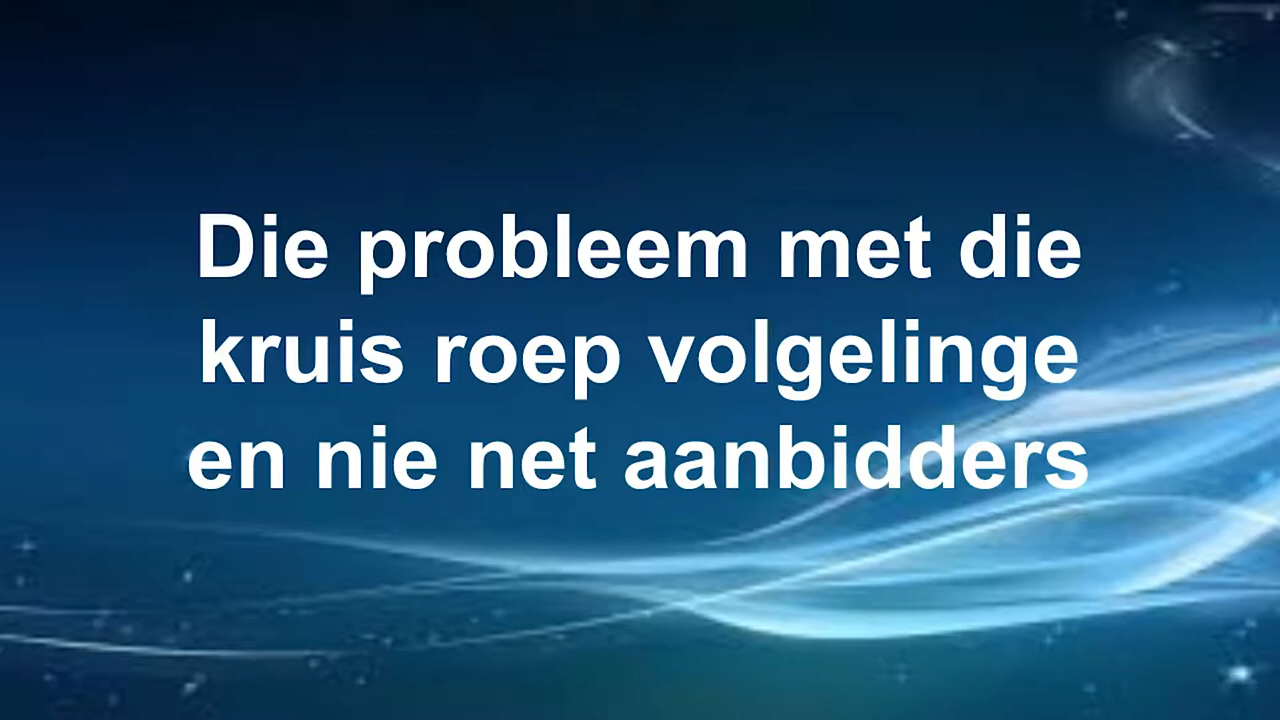 Die probleem met die
kruis roep volgelinge
en nie net aanbidders